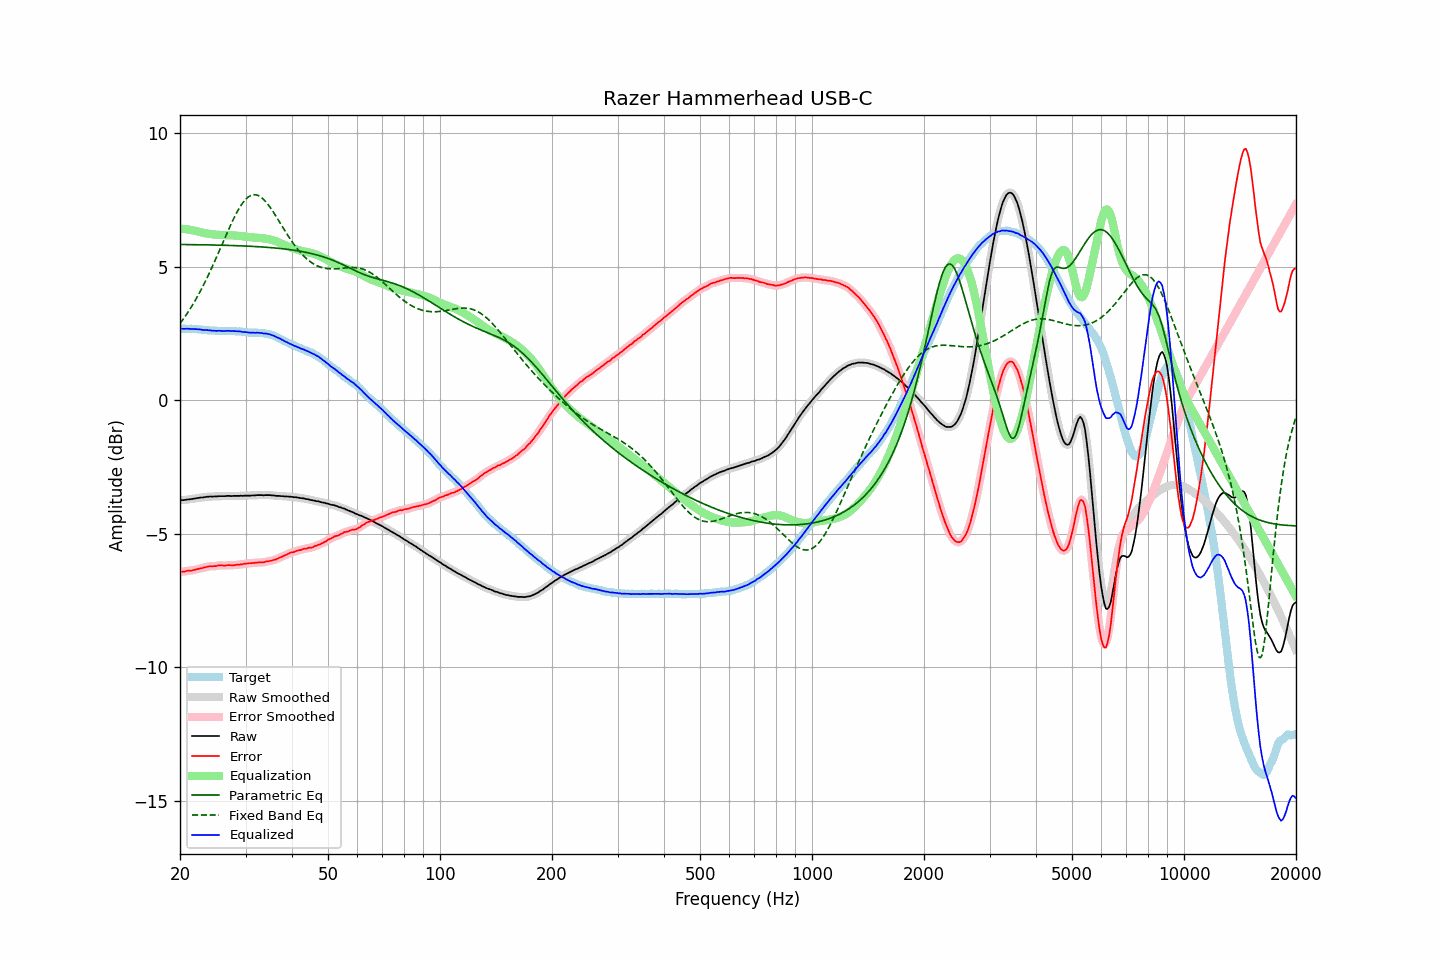 Razer Hammerhead USB-C
Amplitude (dBr)
10
5
0
−5
−10
−15
Target
Raw Smoothed
Error Smoothed
Raw
Error
Equalization
Parametric Eq
Fixed Band Eq
Equalized
20 50 100 200 500 1000 2000 5000 10000 20000
Frequency (Hz)